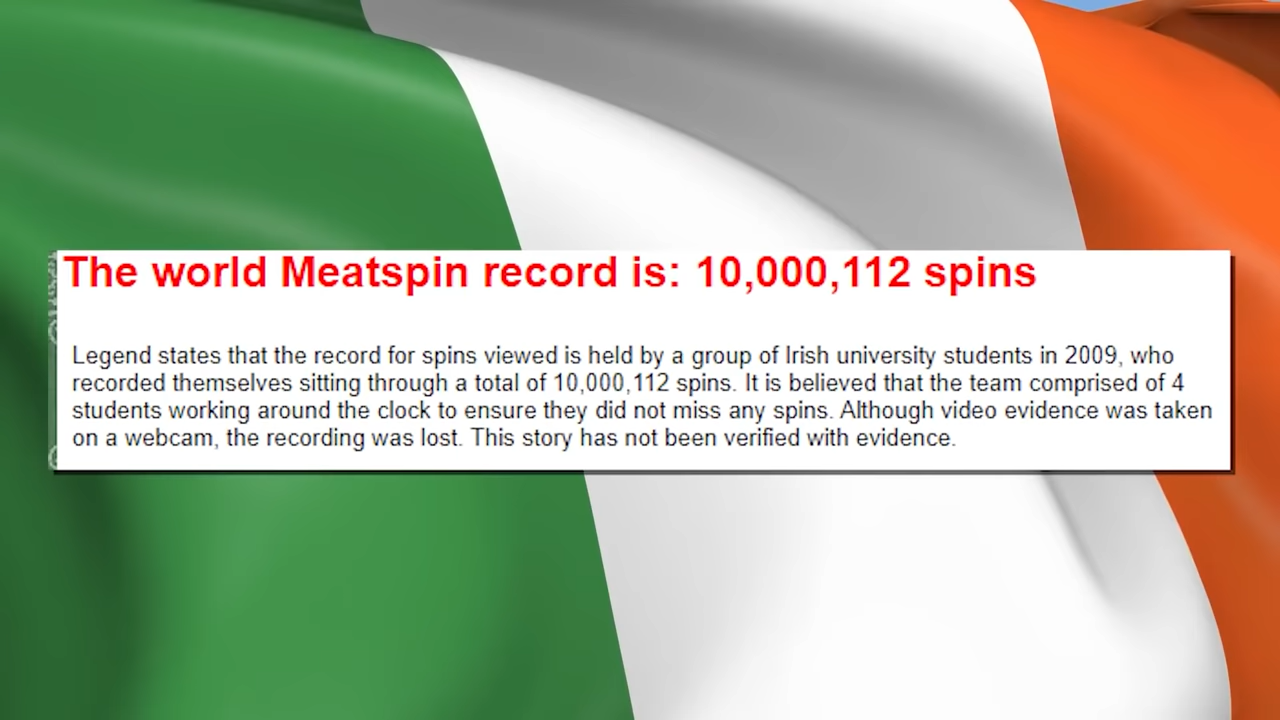 The world Meatspin record is: 10,000,112 spins
Legend states that the record for spins viewed is held by a group of Irish university students in 2009, who
recorded themselves sitting through a total of 10,000,112 spins. It is believed that the team comprised of 4
students working around the clock to ensure they did not miss any spins. Although video evidence was taken
on a webcam, the recording was lost. This story has not been verified with evidence.